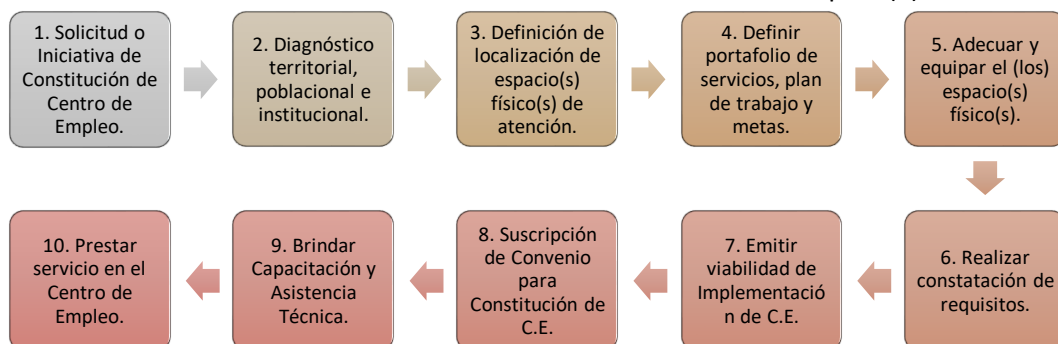 1. Solicitud o
Iniciativa de
Constitución de
Centro de
Empleo.
2. Diagnóstico
territorial,
poblacional e
institucional.
3. Definición de
localización de
espacio(s)
físico(s) de
atención.
4. Definir
portafolio de
servicios, plan
de trabajo y
metas.
5. Adecuar y
equipar el (los)
espacio(s)
físico(s).
6. Realizar
constatación de
requisitos.
7. Emitir
viabilidad de
Implementació
n de C.E.
8. Suscripción
de Convenio
para
Constitución de
C.E.
9. Brindar
Capacitación y
Asistencia
Técnica.
10. Prestar
servicio en el
Centro de
Empleo.